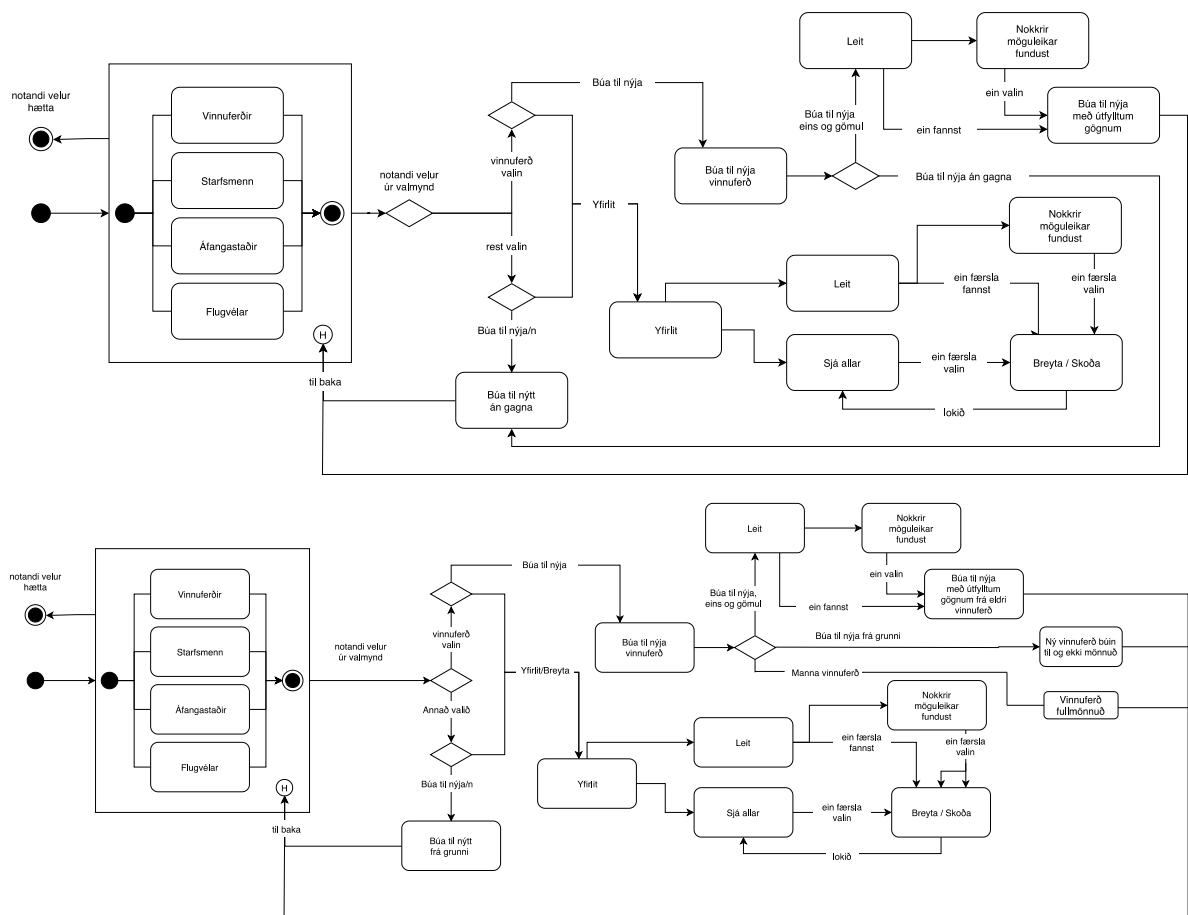 Leit
Nokkrir
möguleikar
fundust
notandi velur
hætta
Vinnuferðir
Búa til nýja
ein valin
Búa til nýja
með útfylltum
gögnum
Búa til nýja
eins og gömul
ein fannst
vinnuferð
valin
Búa til nýja
vinnuferð
Starfsmenn
notandi velur
úr valmynd
Búa til nýja án gagna
Yfirlit
Nokkrir
möguleikar
fundust
Áfangastaðir
rest valin
Leit
ein færsla
fannst
ein færsla
valin
Flugvélar
Yfirlit
H
Búa til nýja/n
Sjá allar
ein færsla
valin
Breyta / Skoða
til baka
Búa til nýtt
án gagna
lokið
Leit
Nokkrir
möguleikar
fundust
notandi velur
hætta
Vinnuferðir
Búa til nýja
ein valin
Búa til nýja
með útfylltum
gögnum frá eldri
vinnuferð
Búa til nýja,
eins og gömul
ein fannst
vinnuferð
valin
Búa til nýja
vinnuferð
Búa til nýja frá grunni
Ný vinnuferð búin
til og ekki mönnuð
Starfsmenn
notandi velur
úr valmynd
Yfirlit/Breyta
Manna vinnuferð
Vinnuferð
fullmönnuð
Áfangastaðir
Annað valið
Nokkrir
möguleikar
fundust
Leit
ein færsla
fannst
ein færsla
valin
Flugvélar
Yfirlit
H
Búa til nýja/n
Sjá allar
ein færsla
valin
Breyta / Skoða
til baka
Búa til nýtt
frá grunni
lokið